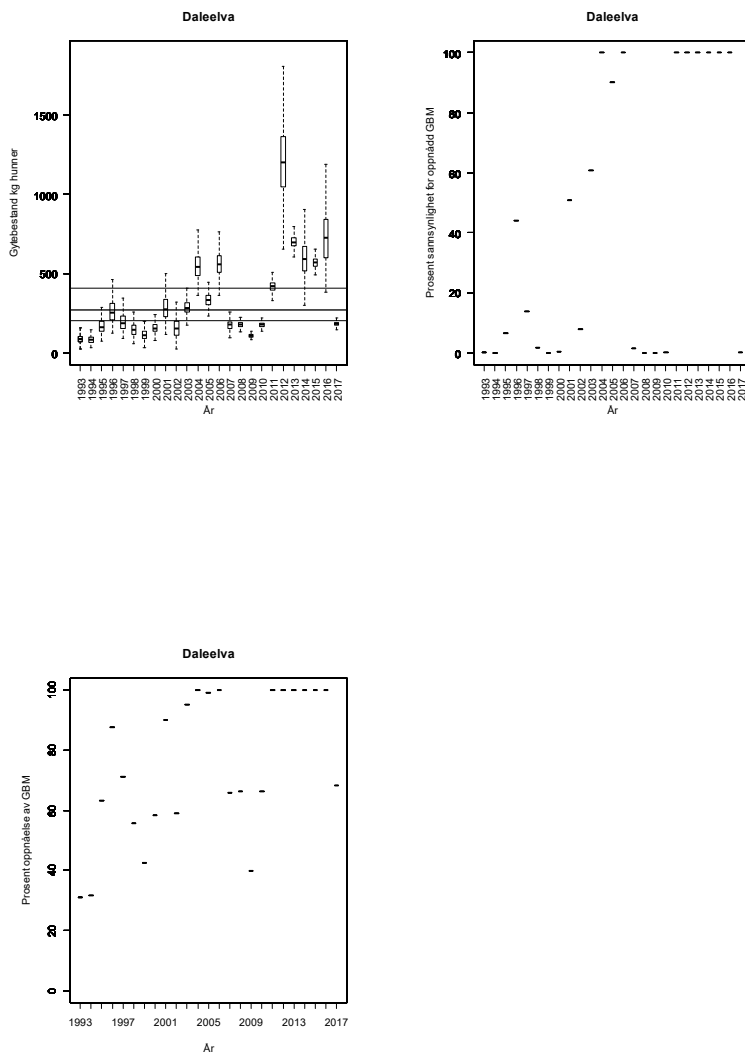 Daleelva
Gytebestand kg hunner
1500
1000
500
0
1993 1994 1995 1996 1997 1998 1999 2000 2001 2002 2003 2004 2005 2006 2007 2008 2009 2010 2011 2012 2013 2014 2015 2016 2017
År
Daleelva
Prosent sannsynlighet for oppnådd GBM
100
80
60
40
20
0
1993 1994 1995 1996 1997 1998 1999 2000 2001 2002 2003 2004 2005 2006 2007 2008 2009 2010 2011 2012 2013 2014 2015 2016 2017
År
Daleelva
Prosent oppnåelse av GBM
100
80
60
40
20
0
1993 1997 2001 2005 2009 2013 2017
År